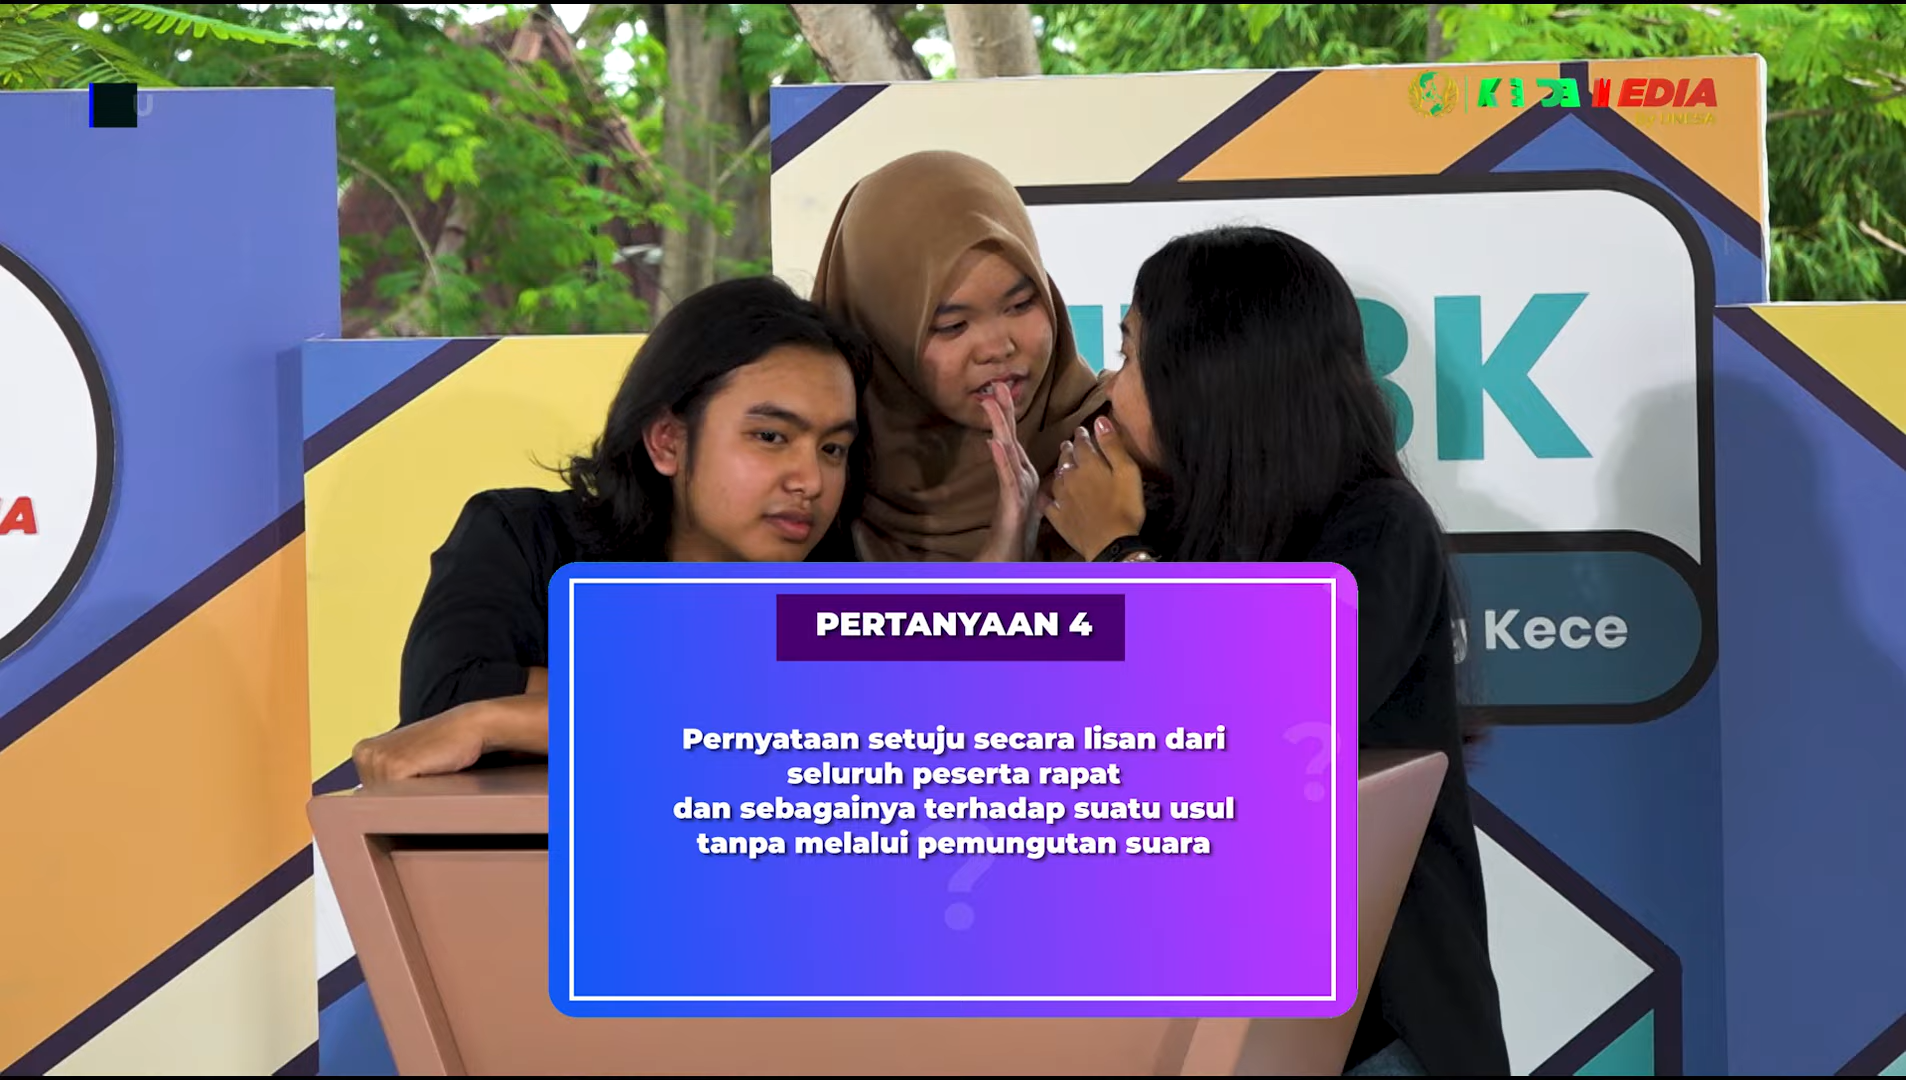 U
EDIA
UNESA
BK
A
Kece
PERTANYAAN 4
Pernyataan setuju secara lisan dari
seluruh peserta rapat
dan sebagainya terhadap suatu usul
tanpa melalui pemungutan suara